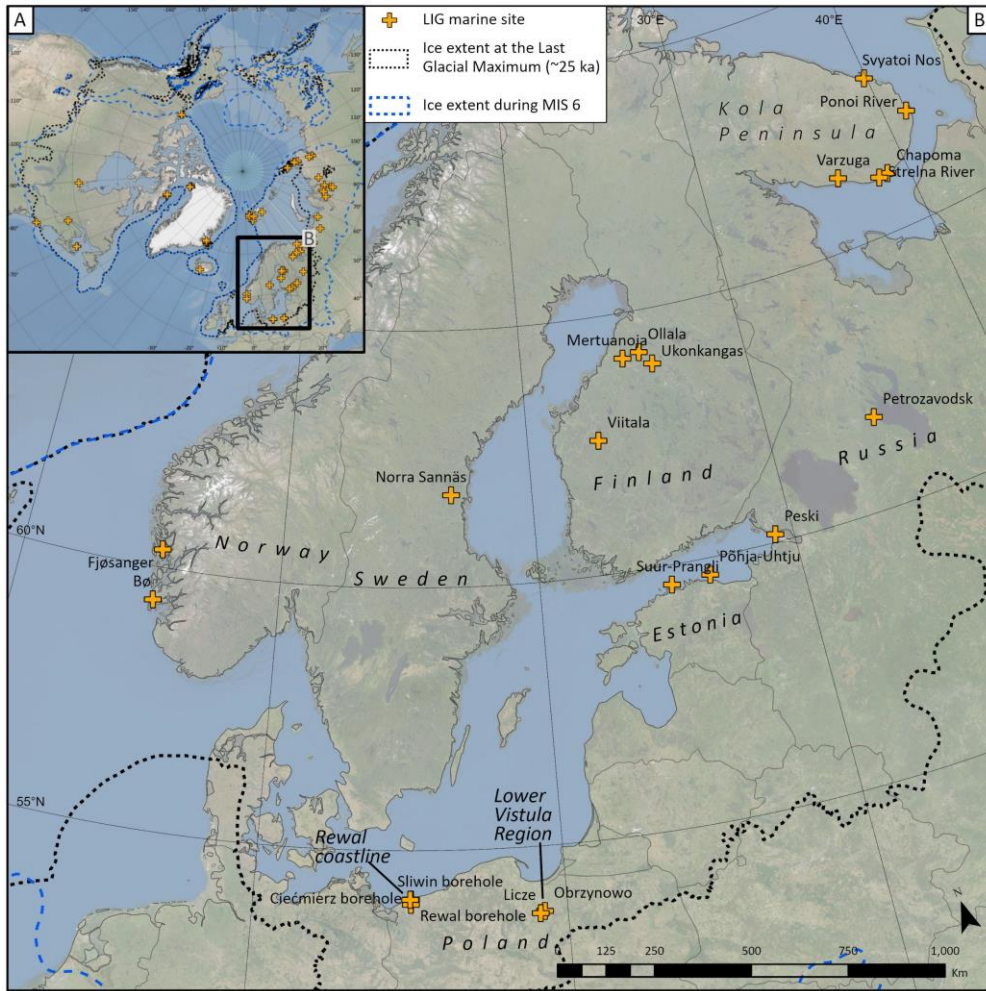 A
LIG marine site
Ice extent at the Last
Glacial Maximum (~25 ka)
Ice extent during MIS 6
B
30°E
40°E
B
Svyatoi Nos
Ponoi River
Kola
Peninsula
Varzuga
Chapoma
Strelna River
Mertuanoja
Ollala
Ukonkangas
Petrozavodsk
Viitala
Russia
Norra Sannäs
Finland
Peski
60°N
Fjøsanger
Norway
Põhja-Uhtju
Suur-Prangli
Bø
Sweden
Estonia
55°N
Lower
Vistula
Region
Rewal
coastline
Sliwin borehole
Ciećmierz borehole
Licze
Obrzynowo
Rewal borehole
Poland
N
0 125 250 500 750 1,000
Km